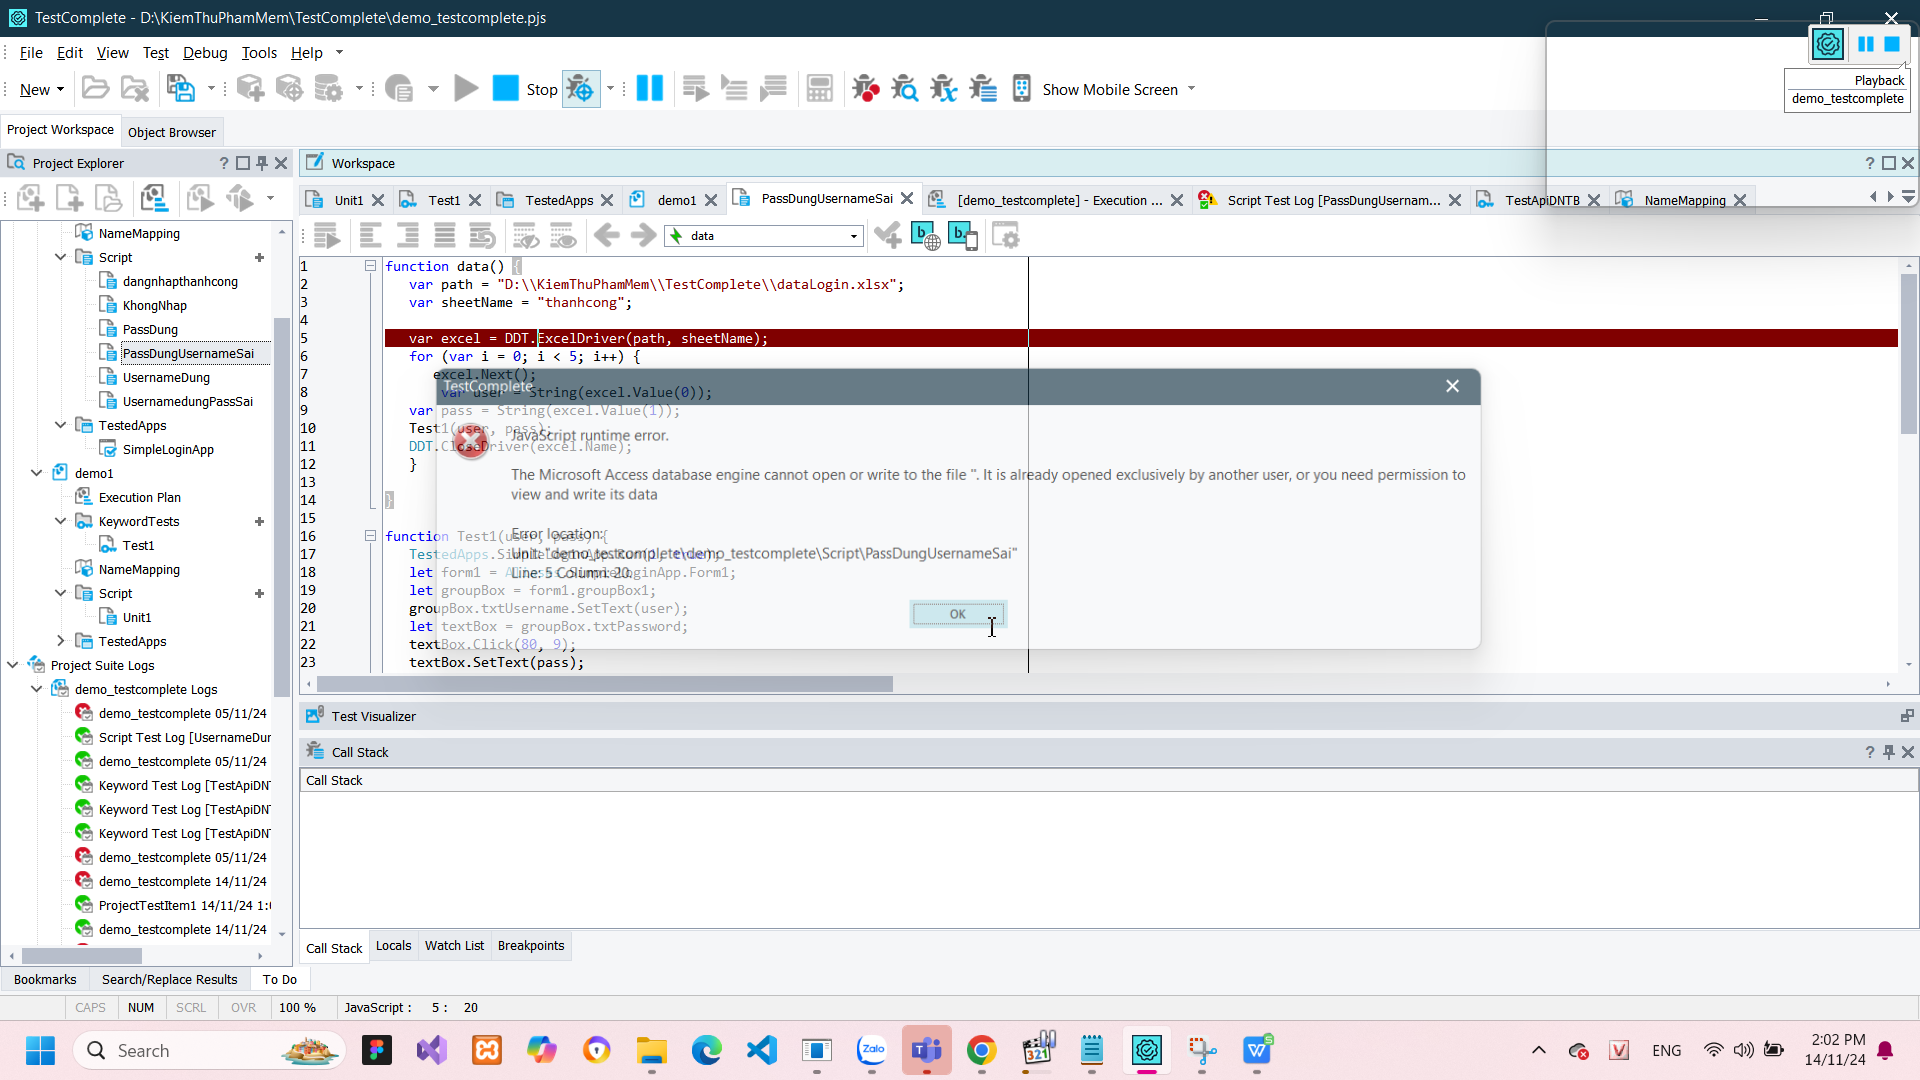 TestComplete - D:\KiemThuPhamMem\TestComplete\demo_testcomplete.pjs
File Edit View Test Debug Tools Help
New
Stop
Show Mobile Screen
Playback
demo_testcomplete
Project Workspace
Object Browser
Project Explorer
?
Workspace
?
Unit1
Test1
TestedApps
demo1
PassDungUsernameSai
[demo_testcomplete] - Execution ...
Script Test Log [PassDungUsernam...
TestApiDNTB
NameMapping
data
NameMapping
Script
dangnhapthanhcong
KhongNhap
PassDung
PassDungUsernameSai
UsernameDung
UsernamedungPassSai
TestedApps
SimpleLoginApp
demo1
Execution Plan
KeywordTests
Test1
NameMapping
Script
Unit1
TestedApps
Project Suite Logs
demo_testcomplete Logs
demo_testcomplete 05/11/24
Script Test Log [UsernameDur
demo_testcomplete 05/11/24
Keyword Test Log [TestApiDN
Keyword Test Log [TestApiDN
Keyword Test Log [TestApiDN
demo_testcomplete 05/11/24
demo_testcomplete 14/11/24
ProjectTestItem1 14/11/24 1:
demo_testcomplete 14/11/24
1 function data() {
2 var path = "D:\\KiemThuPhamMem\\TestComplete\\dataLogin.xlsx";
3 var sheetName = "thanhcong";
4
5 var excel = DDT.ExcelDriver(path, sheetName);
6 for (var i = 0; i < 5; i++) {
7 excel.Next();
8 var user = String(excel.Value(0));
9 var pass = String(excel.Value(1));
10 Test1(user, pass);
11 DDT.CloseDriver(excel.Name);
12 }
13
14 }
15
16 function Test1(user, pass) {
17 TestedApps.SimpleLoginApp.Run(1, true);
18 let form1 = Aliases.SimpleLoginApp.Form1;
19 let groupBox = form1.groupBox1;
20 groupBox.txtUsername.SetText(user);
21 let textBox = groupBox.txtPassword;
22 textBox.Click(80, 9);
23 textBox.SetText(pass);
TestComplete
JavaScript runtime error.
The Microsoft Access database engine cannot open or write to the file ''. It is already opened exclusively by another user, or you need permission to
view and write its data
Error location:
Unit: "demo_testcomplete\demo_testcomplete\Script\PassDungUsernameSai"
Line: 5 Column: 20.
OK
Test Visualizer
Call Stack
?
Call Stack
Call Stack
Locals
Watch List
Breakpoints
Bookmarks
Search/Replace Results
To Do
CAPS
NUM
SCRL
OVR
100 %
JavaScript :
5 :
20
Search
Zalo
321
ENG
2:02 PM
14/11/24